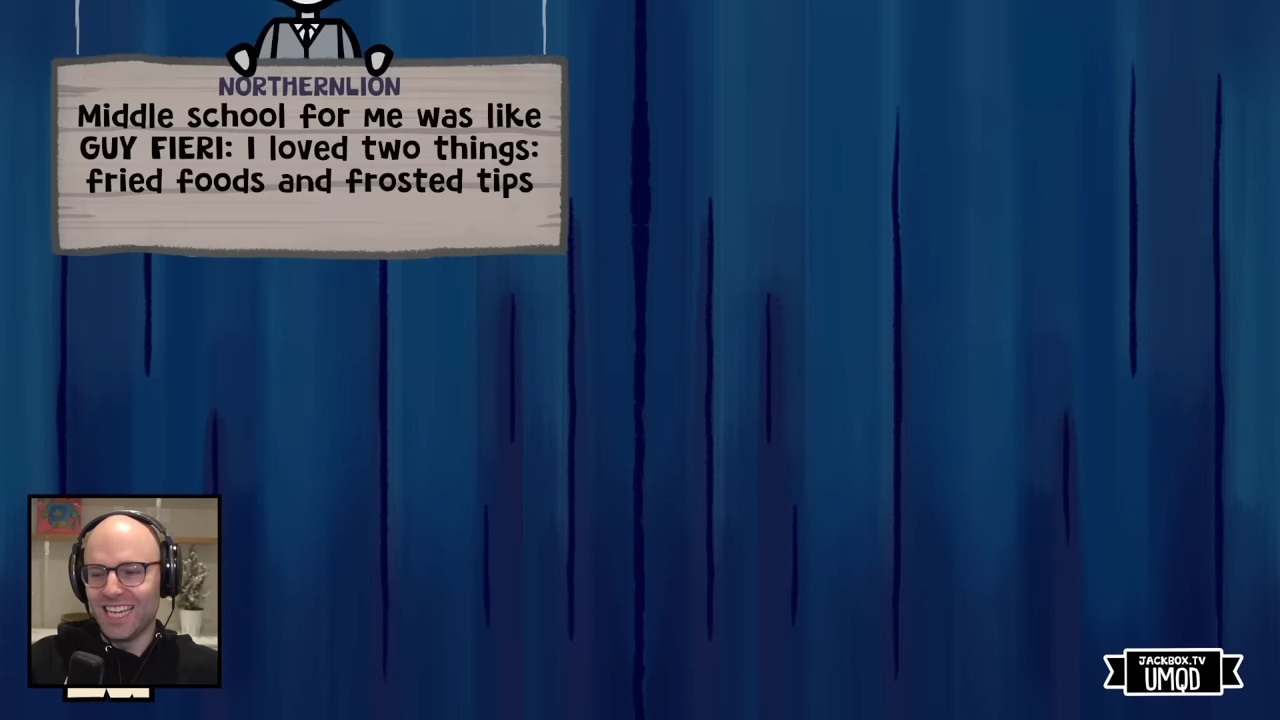 NORTHERNLION
Middle school for me was like
GUY FIERI: I loved two things:
fried foods and frosted tips
JACKBOX.TV
UMQD